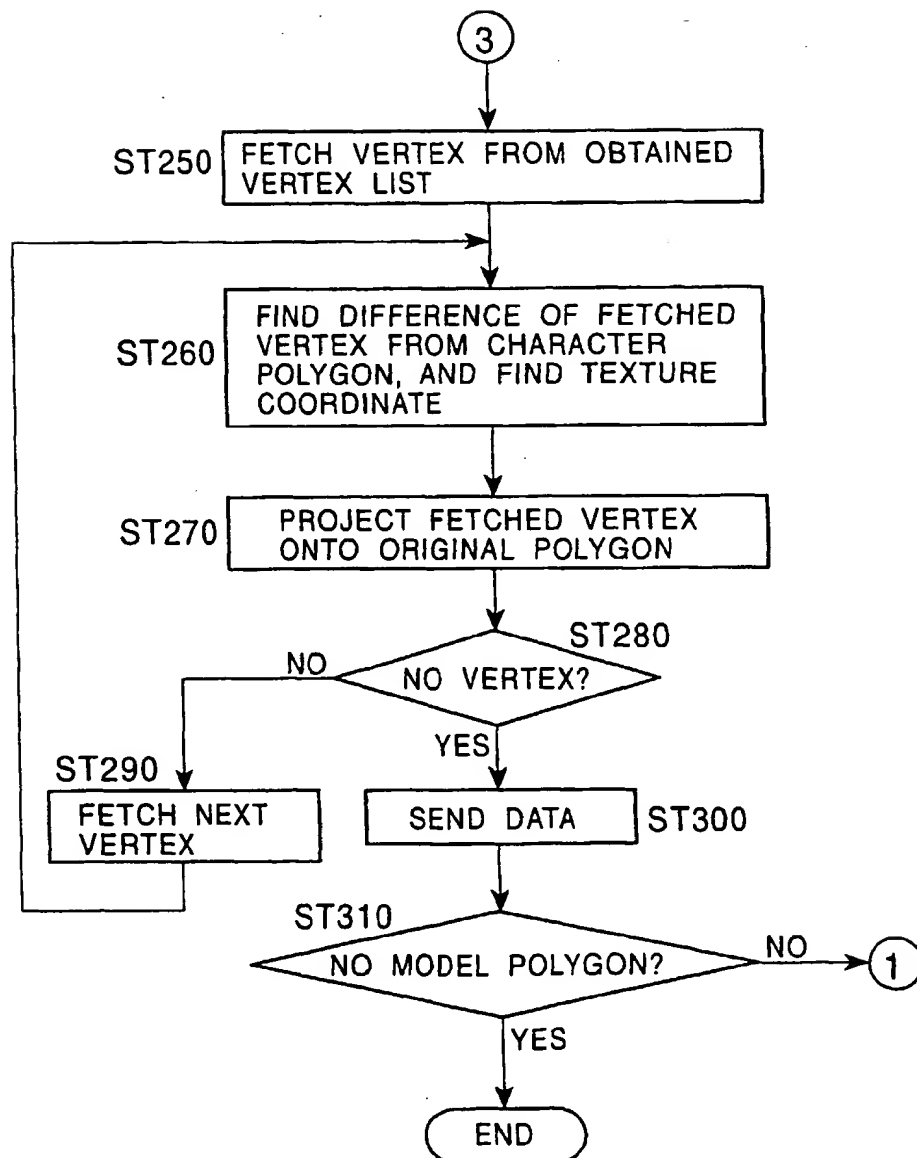 3
ST250
FETCH VERTEX FROM OBTAINED
VERTEX LIST
ST260
FIND DIFFERENCE OF FETCHED
VERTEX FROM CHARACTER
POLYGON, AND FIND TEXTURE
COORDINATE
ST270
PROJECT FETCHED VERTEX
ONTO ORIGINAL POLYGON
ST280
NO
NO VERTEX?
YES
ST290
FETCH NEXT
VERTEX
SEND DATA
ST300
ST310
NO MODEL POLYGON?
NO
1
YES
END